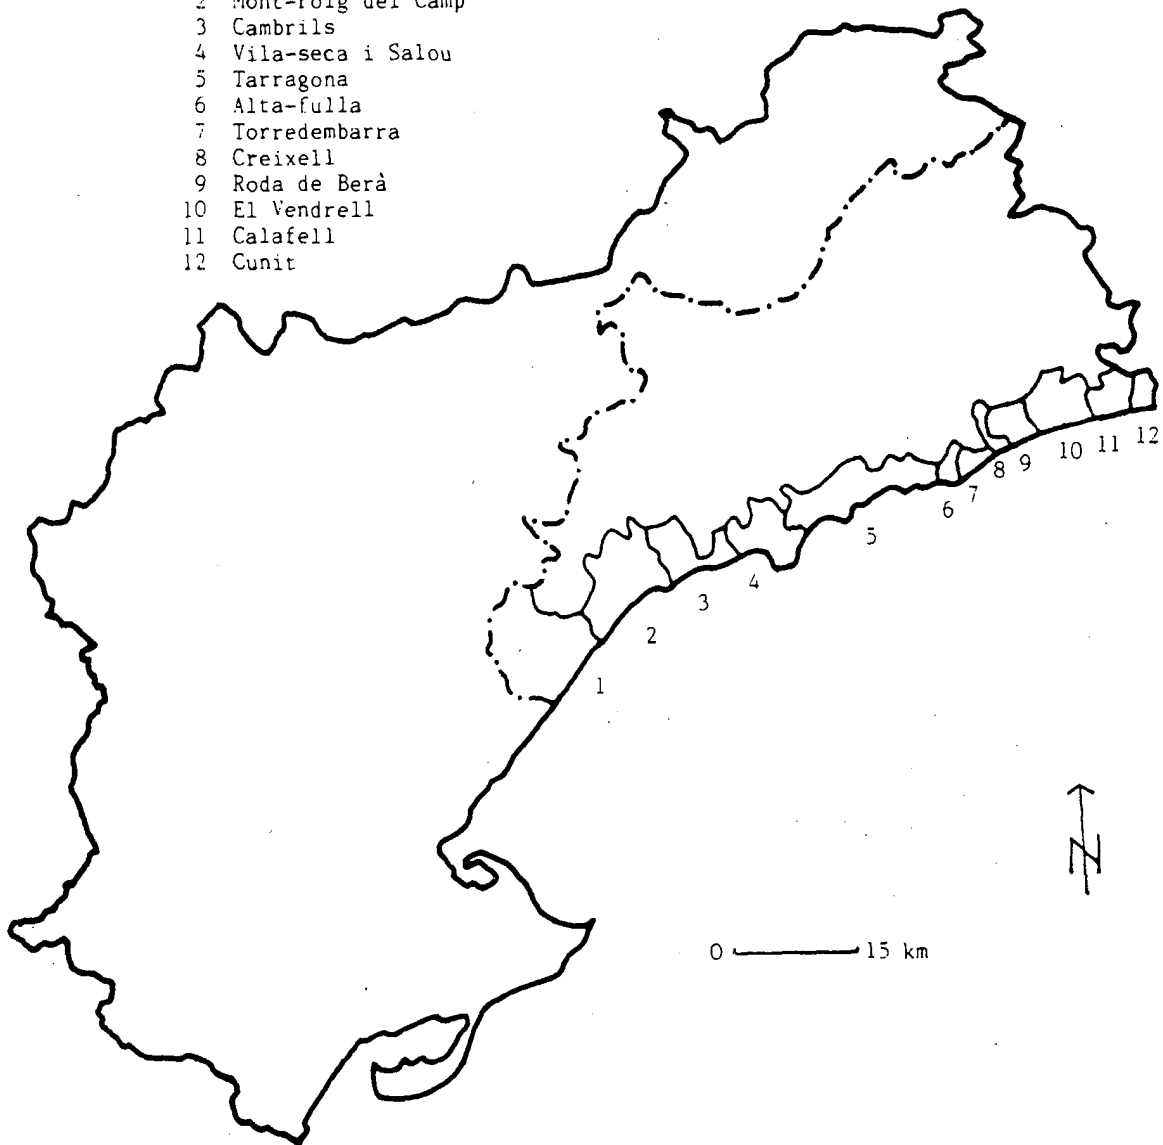 2 Mont-roig del Camp
3 Cambrils
4 Vila-seca i Salou
5 Tarragona
6 Alta-fulla
7 Torredembarra
8 Creixell
9 Roda de Berà
10 El Vendrell
11 Calafell
12 Cunit
12
11
10
9
8
7
6
5
4
3
2
1
N
0 15 km